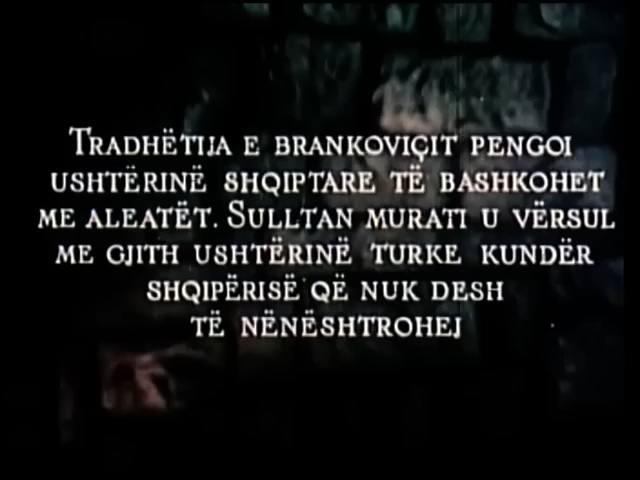 TRADHËTIJA E BRANKOVIÇIT PENGOI
USHTËRINË SHQIPTARE TË BASHKOHET
ME ALEATËT. SULLTAN MURATI U VËRSUL
ME GJITH USHTËRINË TURKE KUNDËR
SHQIPËRISË QË NUK DESH
TË NËNËSHTROHEJ